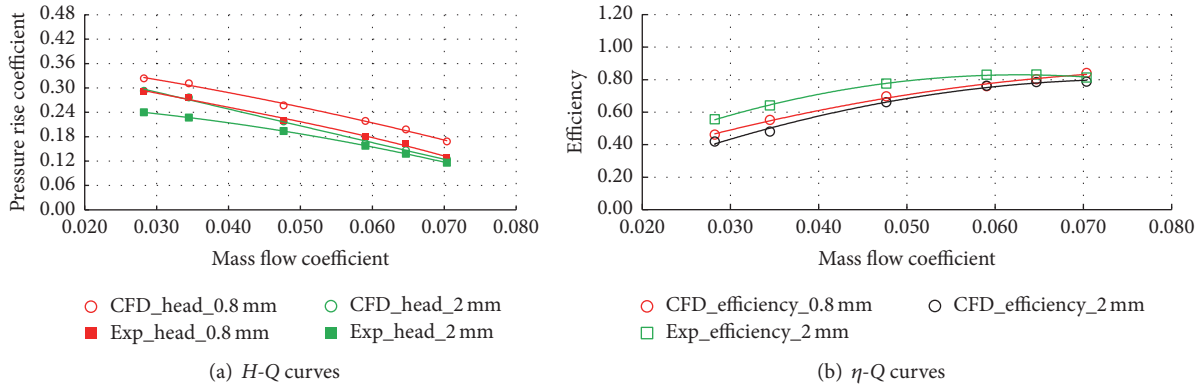 0.48
0.42
0.36
0.30
0.24
0.18
0.12
0.06
0.00
Pressure rise coefficient
0.020 0.030 0.040 0.050 0.060 0.070 0.080
Mass flow coefficient
CFD_head_0.8 mm CFD_head_2 mm
Exp_head_0.8 mm Exp_head_2 mm
(a) H-Q curves
1.20
1.00
0.80
0.60
0.40
0.20
0.00
Efficiency
0.020 0.030 0.040 0.050 0.060 0.070 0.080
Mass flow coefficient
CFD_efficiency_0.8 mm CFD_efficiency_2 mm
Exp_efficiency_2 mm
(b) η-Q curves